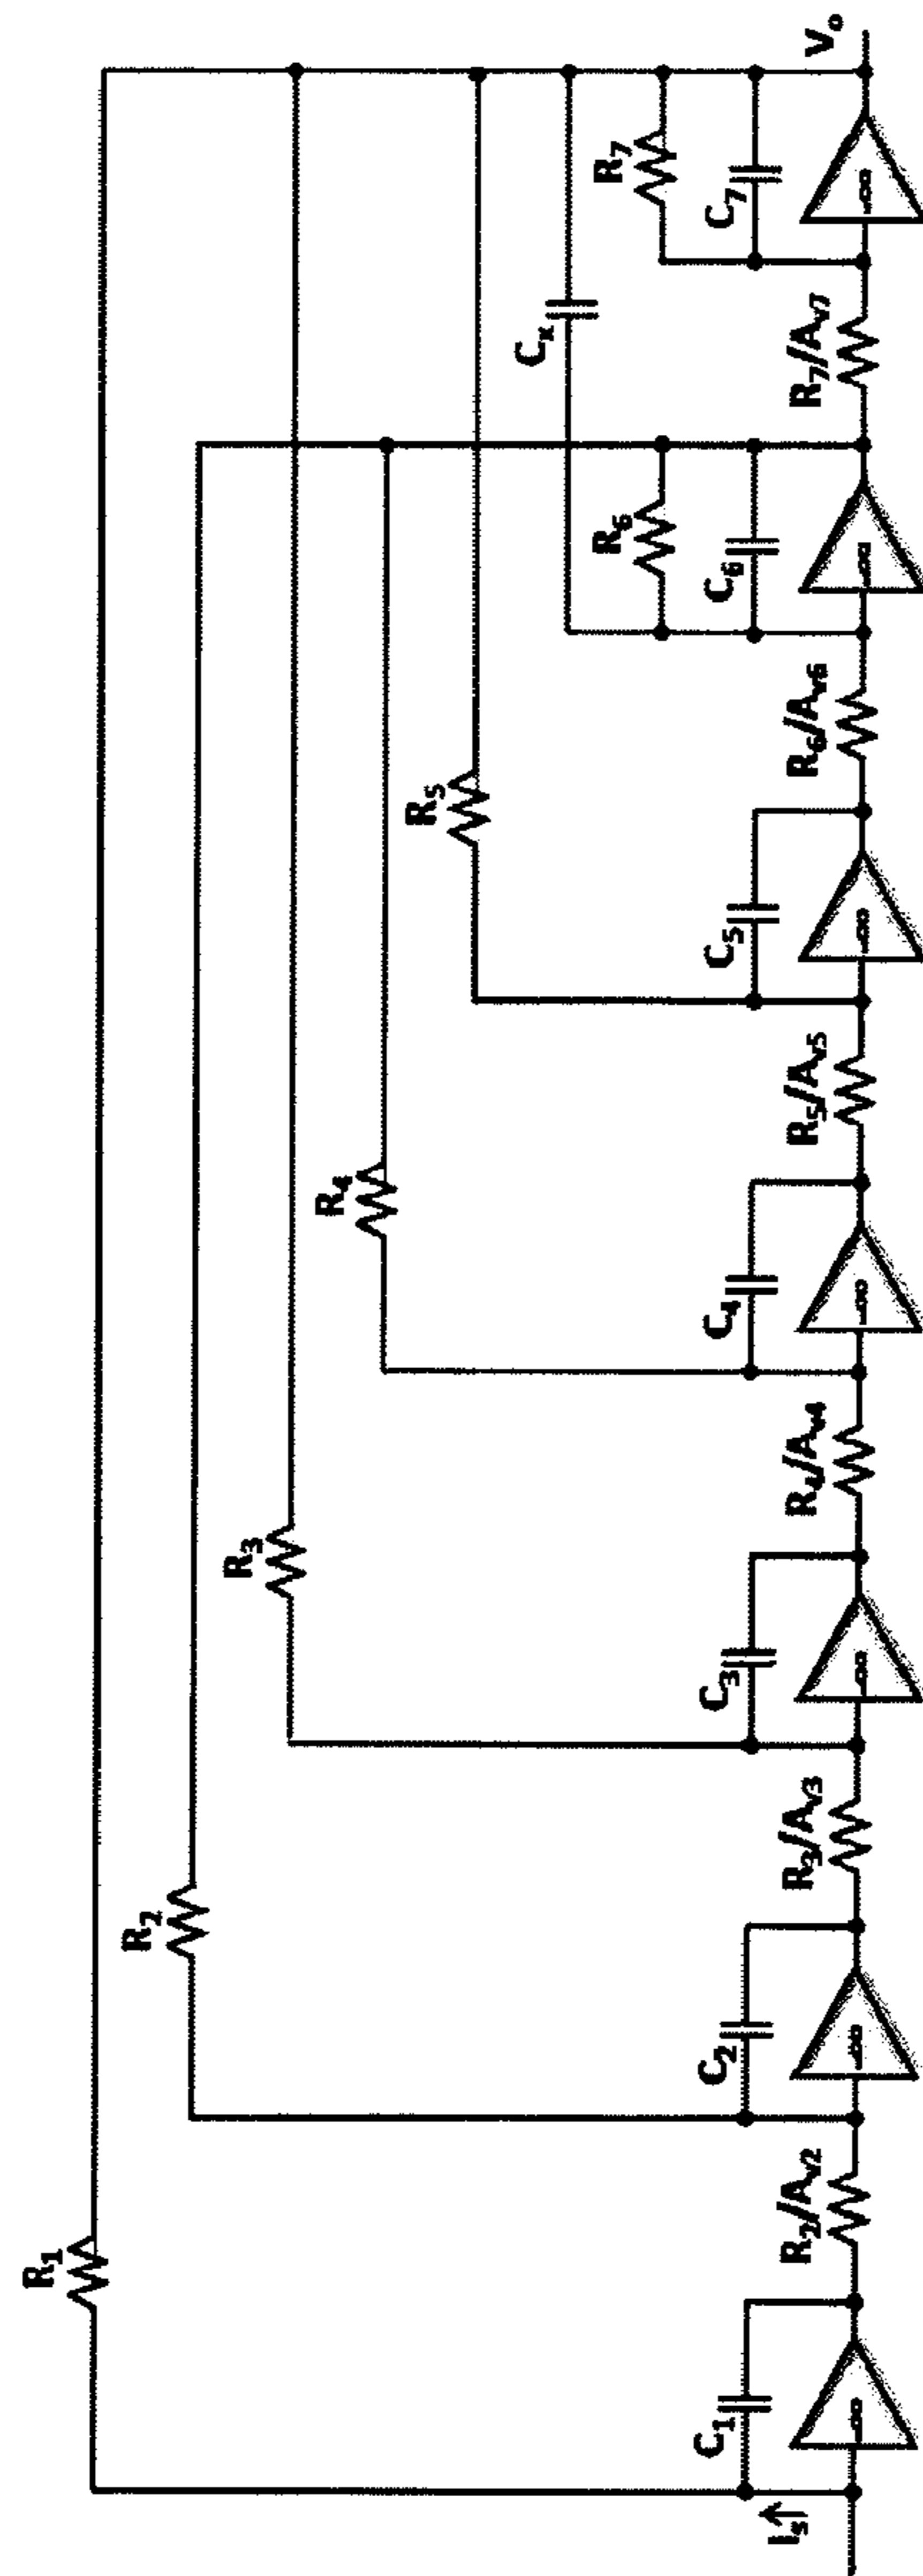 R₁
R₂
R₃
R₄
R₅
Cₓ
R₆
R₇
C₁
C₂
C₃
C₄
C₅
C₆
C₇
Iₛ→
-∞
R₂/Aᵥ₂
-∞
R₃/Aᵥ₃
-∞
R₄/Aᵥ₄
-∞
R₅/Aᵥ₅
-∞
R₆/Aᵥ₆
-∞
R₇/Aᵥ₇
-∞
Vₒ